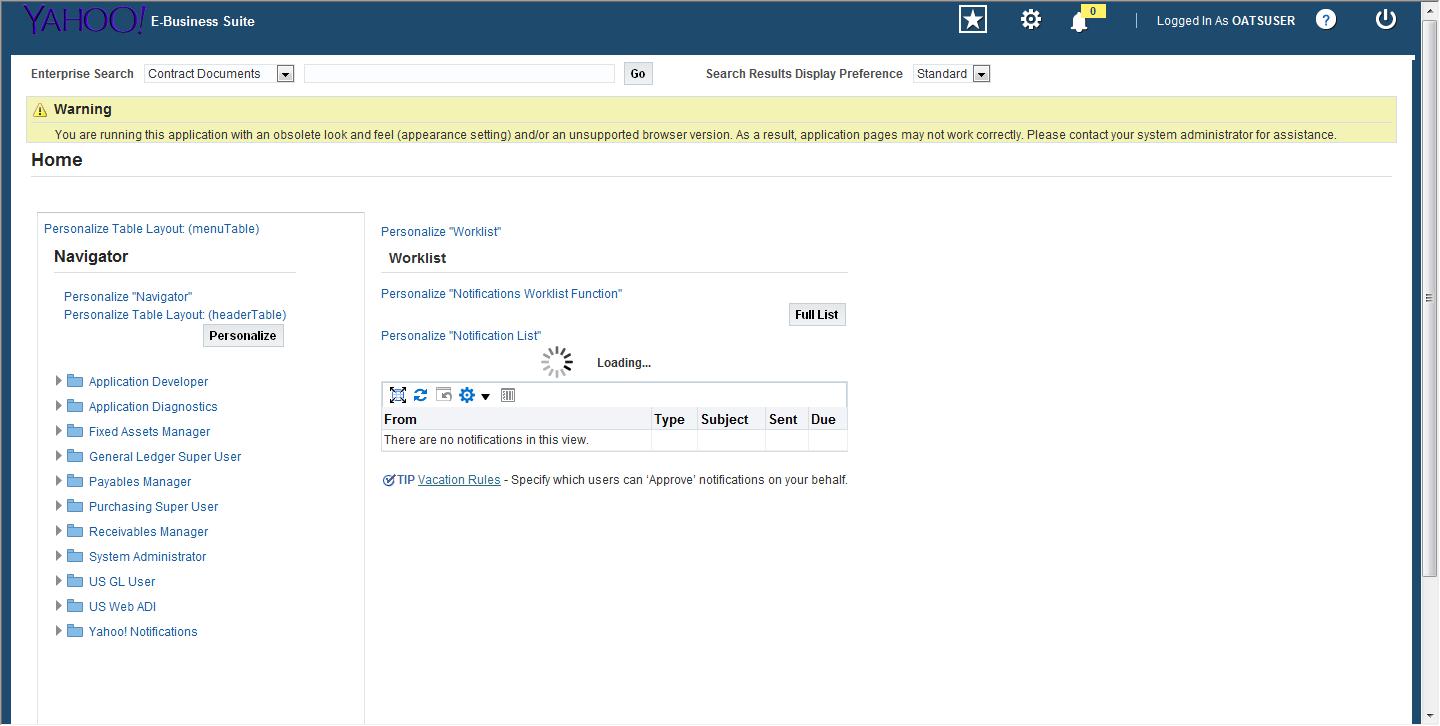 YAHOO! E-Business Suite
0
Logged In As OATSUSER
?
Enterprise Search Contract Documents Go Search Results Display Preference Standard
Warning
You are running this application with an obsolete look and feel (appearance setting) and/or an unsupported browser version. As a result, application pages may not work correctly. Please contact your system administrator for assistance.
Home
Personalize Table Layout: (menuTable)
Navigator
Personalize "Navigator"
Personalize Table Layout: (headerTable)
Personalize
Application Developer
Application Diagnostics
Fixed Assets Manager
General Ledger Super User
Payables Manager
Purchasing Super User
Receivables Manager
System Administrator
US GL User
US Web ADI
Yahoo! Notifications
Personalize "Worklist"
Worklist
Personalize "Notifications Worklist Function"
Full List
Personalize "Notification List"
Loading...
From Type Subject Sent Due
There are no notifications in this view.
TIP Vacation Rules - Specify which users can ‘Approve’ notifications on your behalf.